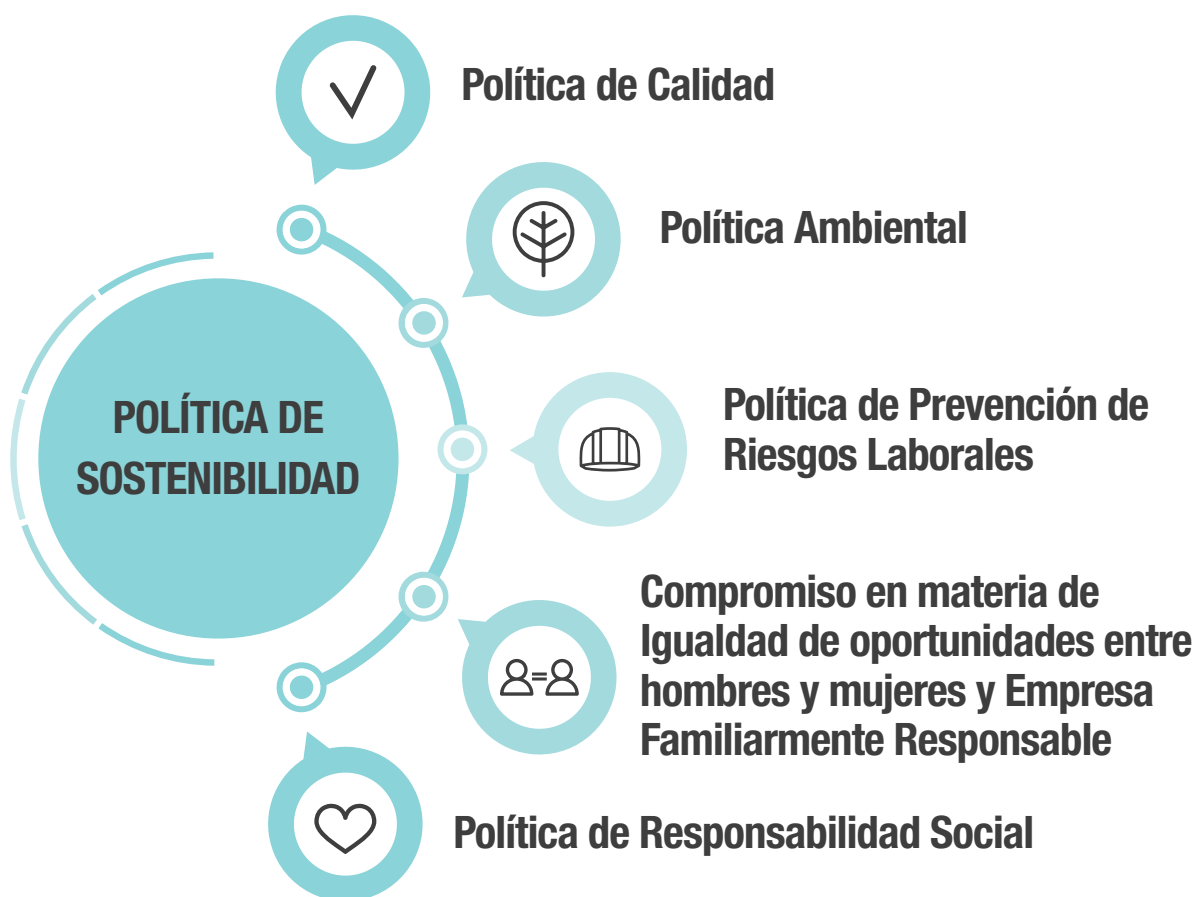 Política de Calidad
Política Ambiental
POLÍTICA DE
SOSTENIBILIDAD
Política de Prevención de
Riesgos Laborales
Compromiso en materia de
Igualdad de oportunidades entre
hombres y mujeres y Empresa
Familiarmente Responsable
Política de Responsabilidad Social